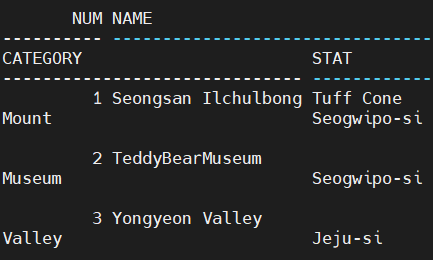 NUM NAME
---------- --------------------------------
CATEGORY STAT
------------------------------ ------------
1 Seongsan Ilchulbong Tuff Cone
Mount Seogwipo-si
2 TeddyBearMuseum
Museum Seogwipo-si
3 Yongyeon Valley
Valley Jeju-si